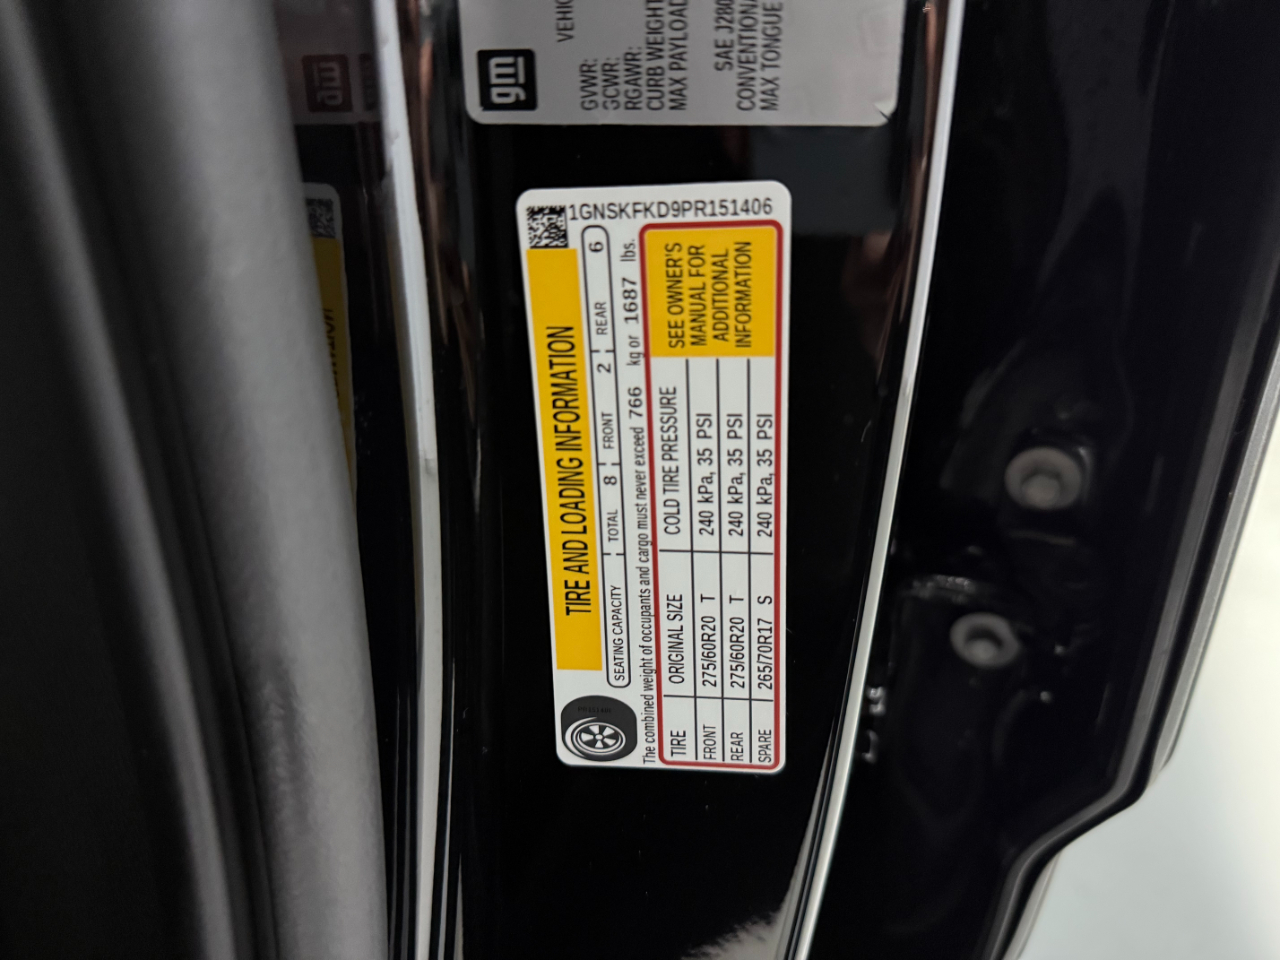 gm
VEHIC
GVWR:
GCWR:
RGAWR:
CURB WEIGHT
MAX PAYLOAD
SAE J280
CONVENTIONA
MAX TONGUE
1GNSKFKD9PR151406
TIRE AND LOADING INFORMATION
SEATING CAPACITY TOTAL 8 FRONT 2 REAR 6
The combined weight of occupants and cargo must never exceed 766 kg or 1687 lbs.
TIRE ORIGINAL SIZE COLD TIRE PRESSURE
FRONT 275/60R20 T 240 kPa, 35 PSI
REAR 275/60R20 T 240 kPa, 35 PSI
SPARE 265/70R17 S 240 kPa, 35 PSI
SEE OWNER'S
MANUAL FOR
ADDITIONAL
INFORMATION